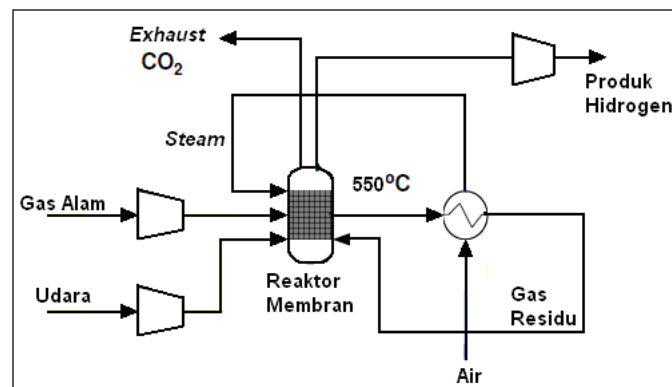 Exhaust
CO₂
Produk
Hidrogen
Steam
550°C
Gas Alam
Reaktor
Membran
Udara
Gas
Residu
Air